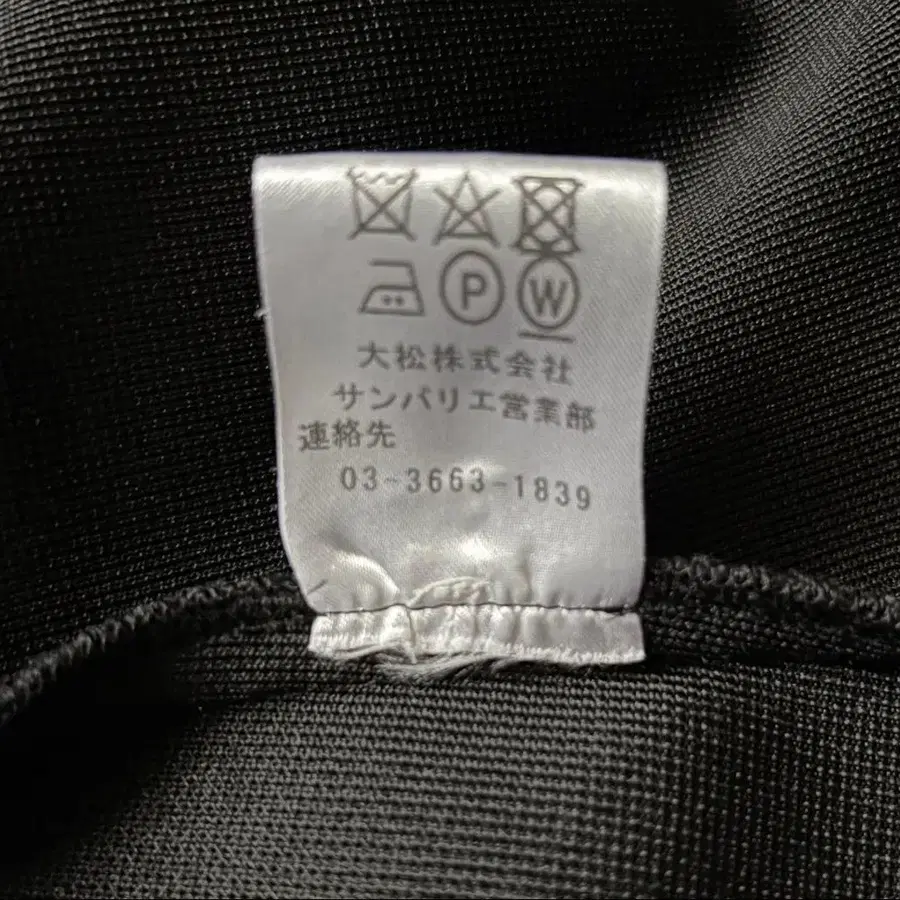 P W
大松株式会社
サンバリエ営業部
連絡先
03-3663-1839